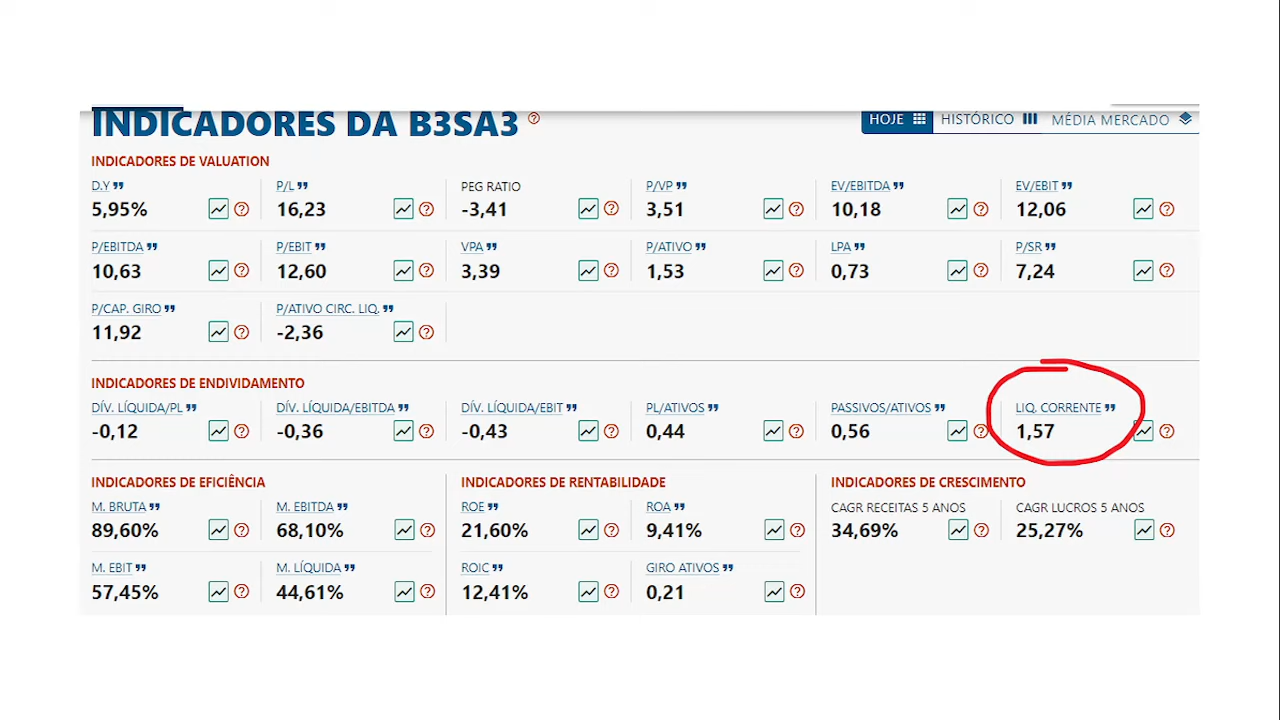 INDICADORES DA B3SA3
HOJE HISTÓRICO MÉDIA MERCADO
INDICADORES DE VALUATION
D.Y P/L PEG RATIO P/VP EV/EBITDA EV/EBIT
5,95% 16,23 -3,41 3,51 10,18 12,06
P/EBITDA P/EBIT VPA P/ATIVO LPA P/SR
10,63 12,60 3,39 1,53 0,73 7,24
P/CAP. GIRO P/ATIVO CIRC. LIQ.
11,92 -2,36
INDICADORES DE ENDIVIDAMENTO
DÍV. LÍQUIDA/PL DÍV. LÍQUIDA/EBITDA DÍV. LÍQUIDA/EBIT PL/ATIVOS PASSIVOS/ATIVOS LIQ. CORRENTE
-0,12 -0,36 -0,43 0,44 0,56 1,57
INDICADORES DE EFICIÊNCIA INDICADORES DE RENTABILIDADE INDICADORES DE CRESCIMENTO
M. BRUTA M. EBITDA ROE ROA CAGR RECEITAS 5 ANOS CAGR LUCROS 5 ANOS
89,60% 68,10% 21,60% 9,41% 34,69% 25,27%
M. EBIT M. LÍQUIDA ROIC GIRO ATIVOS
57,45% 44,61% 12,41% 0,21